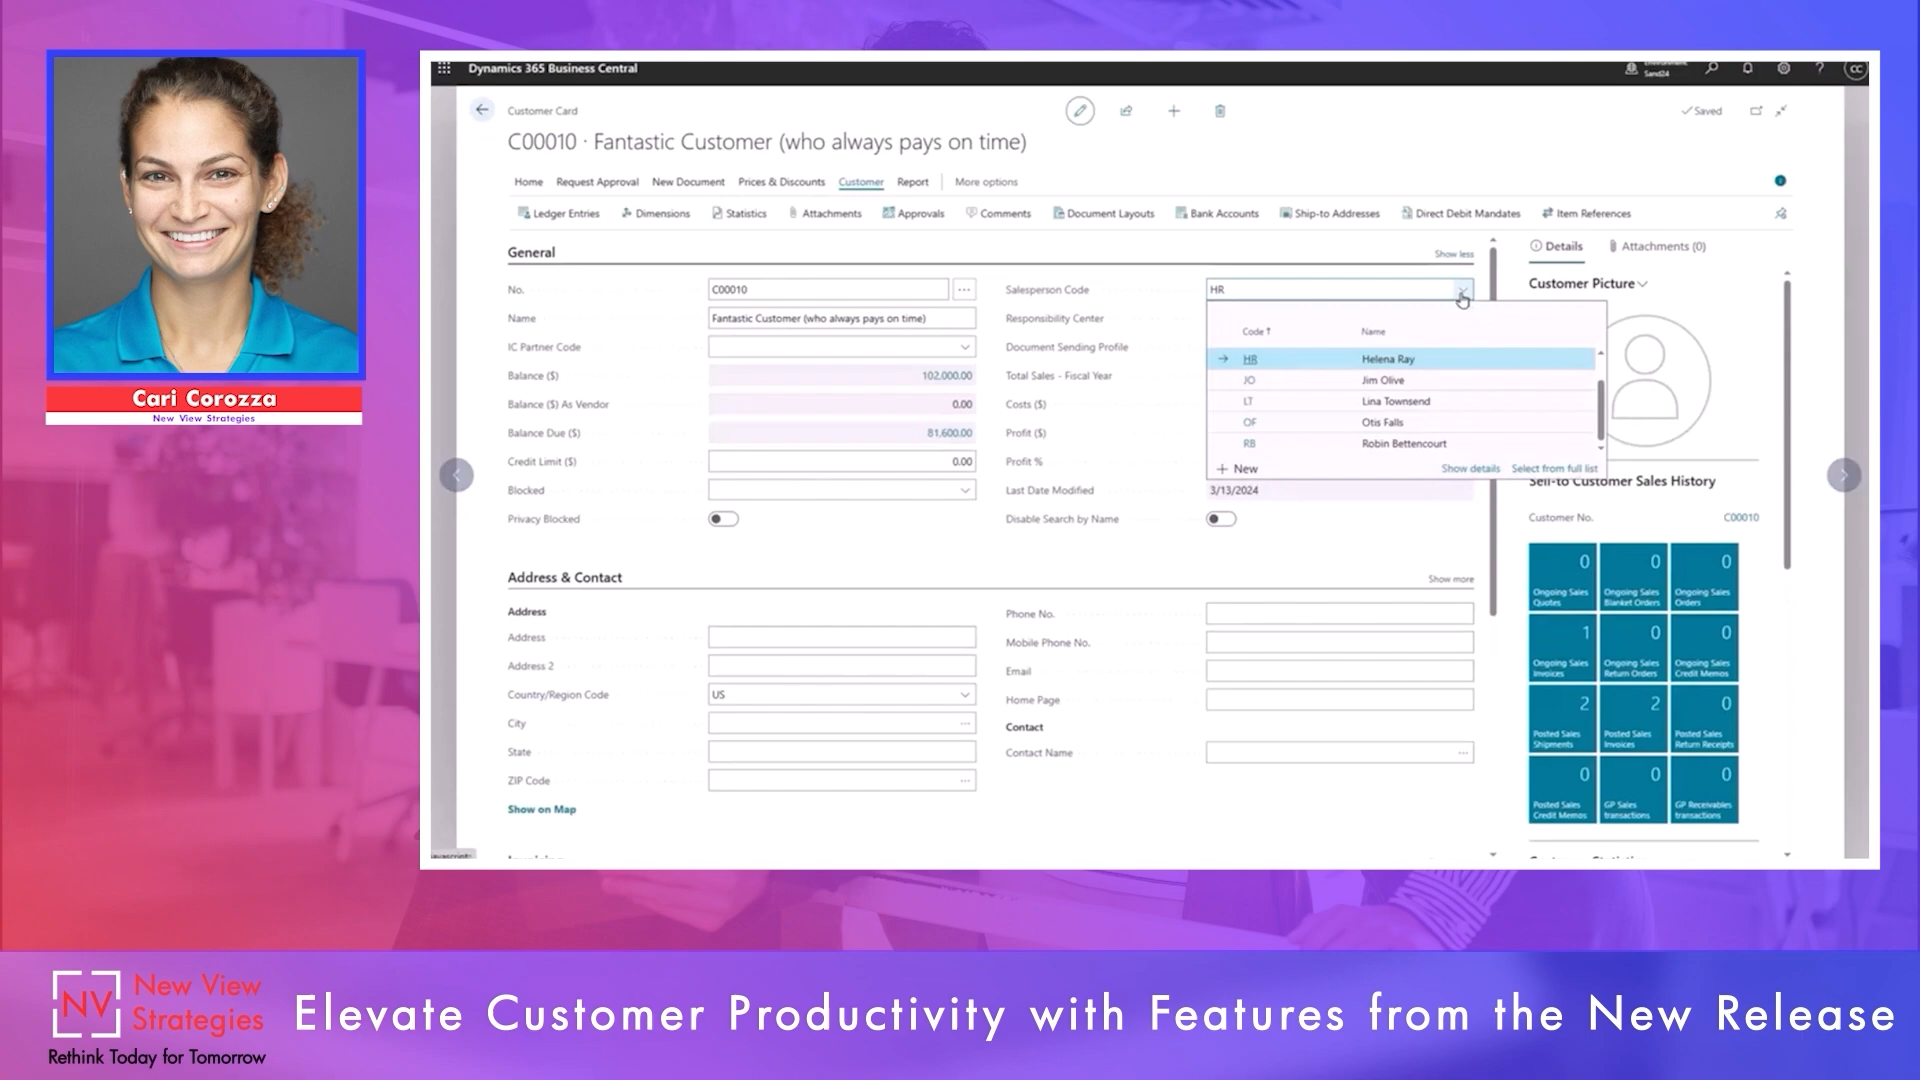 Dynamics 365 Business Central
Sand24
CC
Customer Card
Saved
C00010 · Fantastic Customer (who always pays on time)
Home Request Approval New Document Prices & Discounts Customer Report More options
Ledger Entries Dimensions Statistics Attachments Approvals Comments Document Layouts Bank Accounts Ship-to Addresses Direct Debit Mandates Item References
General
Show less
No. C00010
Name Fantastic Customer (who always pays on time)
IC Partner Code
Balance ($) 102,000.00
Balance ($) As Vendor 0.00
Balance Due ($) 81,600.00
Credit Limit ($) 0.00
Blocked
Privacy Blocked
Salesperson Code HR
Responsibility Center
Document Sending Profile
Total Sales - Fiscal Year
Costs ($)
Profit ($)
Profit %
Last Date Modified 3/13/2024
Disable Search by Name
Code ↑ Name
HR Helena Ray
JO Jim Olive
LT Lina Townsend
OF Otis Falls
RB Robin Bettencourt
+ New Show details Select from full list
Address & Contact
Show more
Address
Address
Address 2
Country/Region Code US
City
State
ZIP Code
Show on Map
Phone No.
Mobile Phone No.
Email
Home Page
Contact
Contact Name
Details Attachments (0)
Customer Picture
Sell-to Customer Sales History
Customer No. C00010
0 Ongoing Sales Quotes
0 Ongoing Sales Blanket Orders
0 Ongoing Sales Orders
1 Ongoing Sales Invoices
0 Ongoing Sales Return Orders
0 Ongoing Sales Credit Memos
2 Posted Sales Shipments
2 Posted Sales Invoices
0 Posted Sales Return Receipts
0 Posted Sales Credit Memos
0 GP Sales transactions
0 GP Receivables transactions
Cari Corozza
New View Strategies
NV
New View
Strategies
Rethink Today for Tomorrow
Elevate Customer Productivity with Features from the New Release